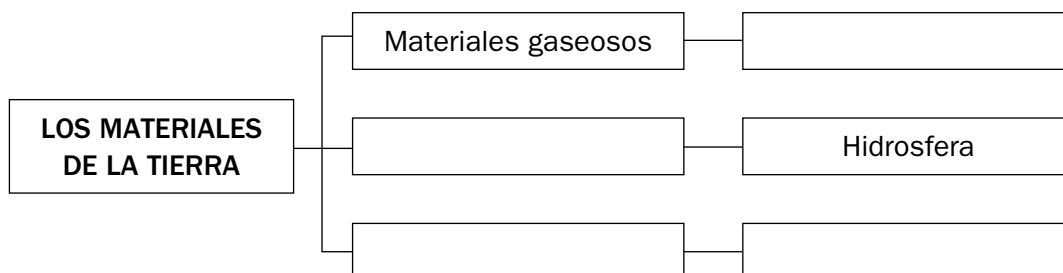 Materiales gaseosos
LOS MATERIALES
DE LA TIERRA
Hidrosfera